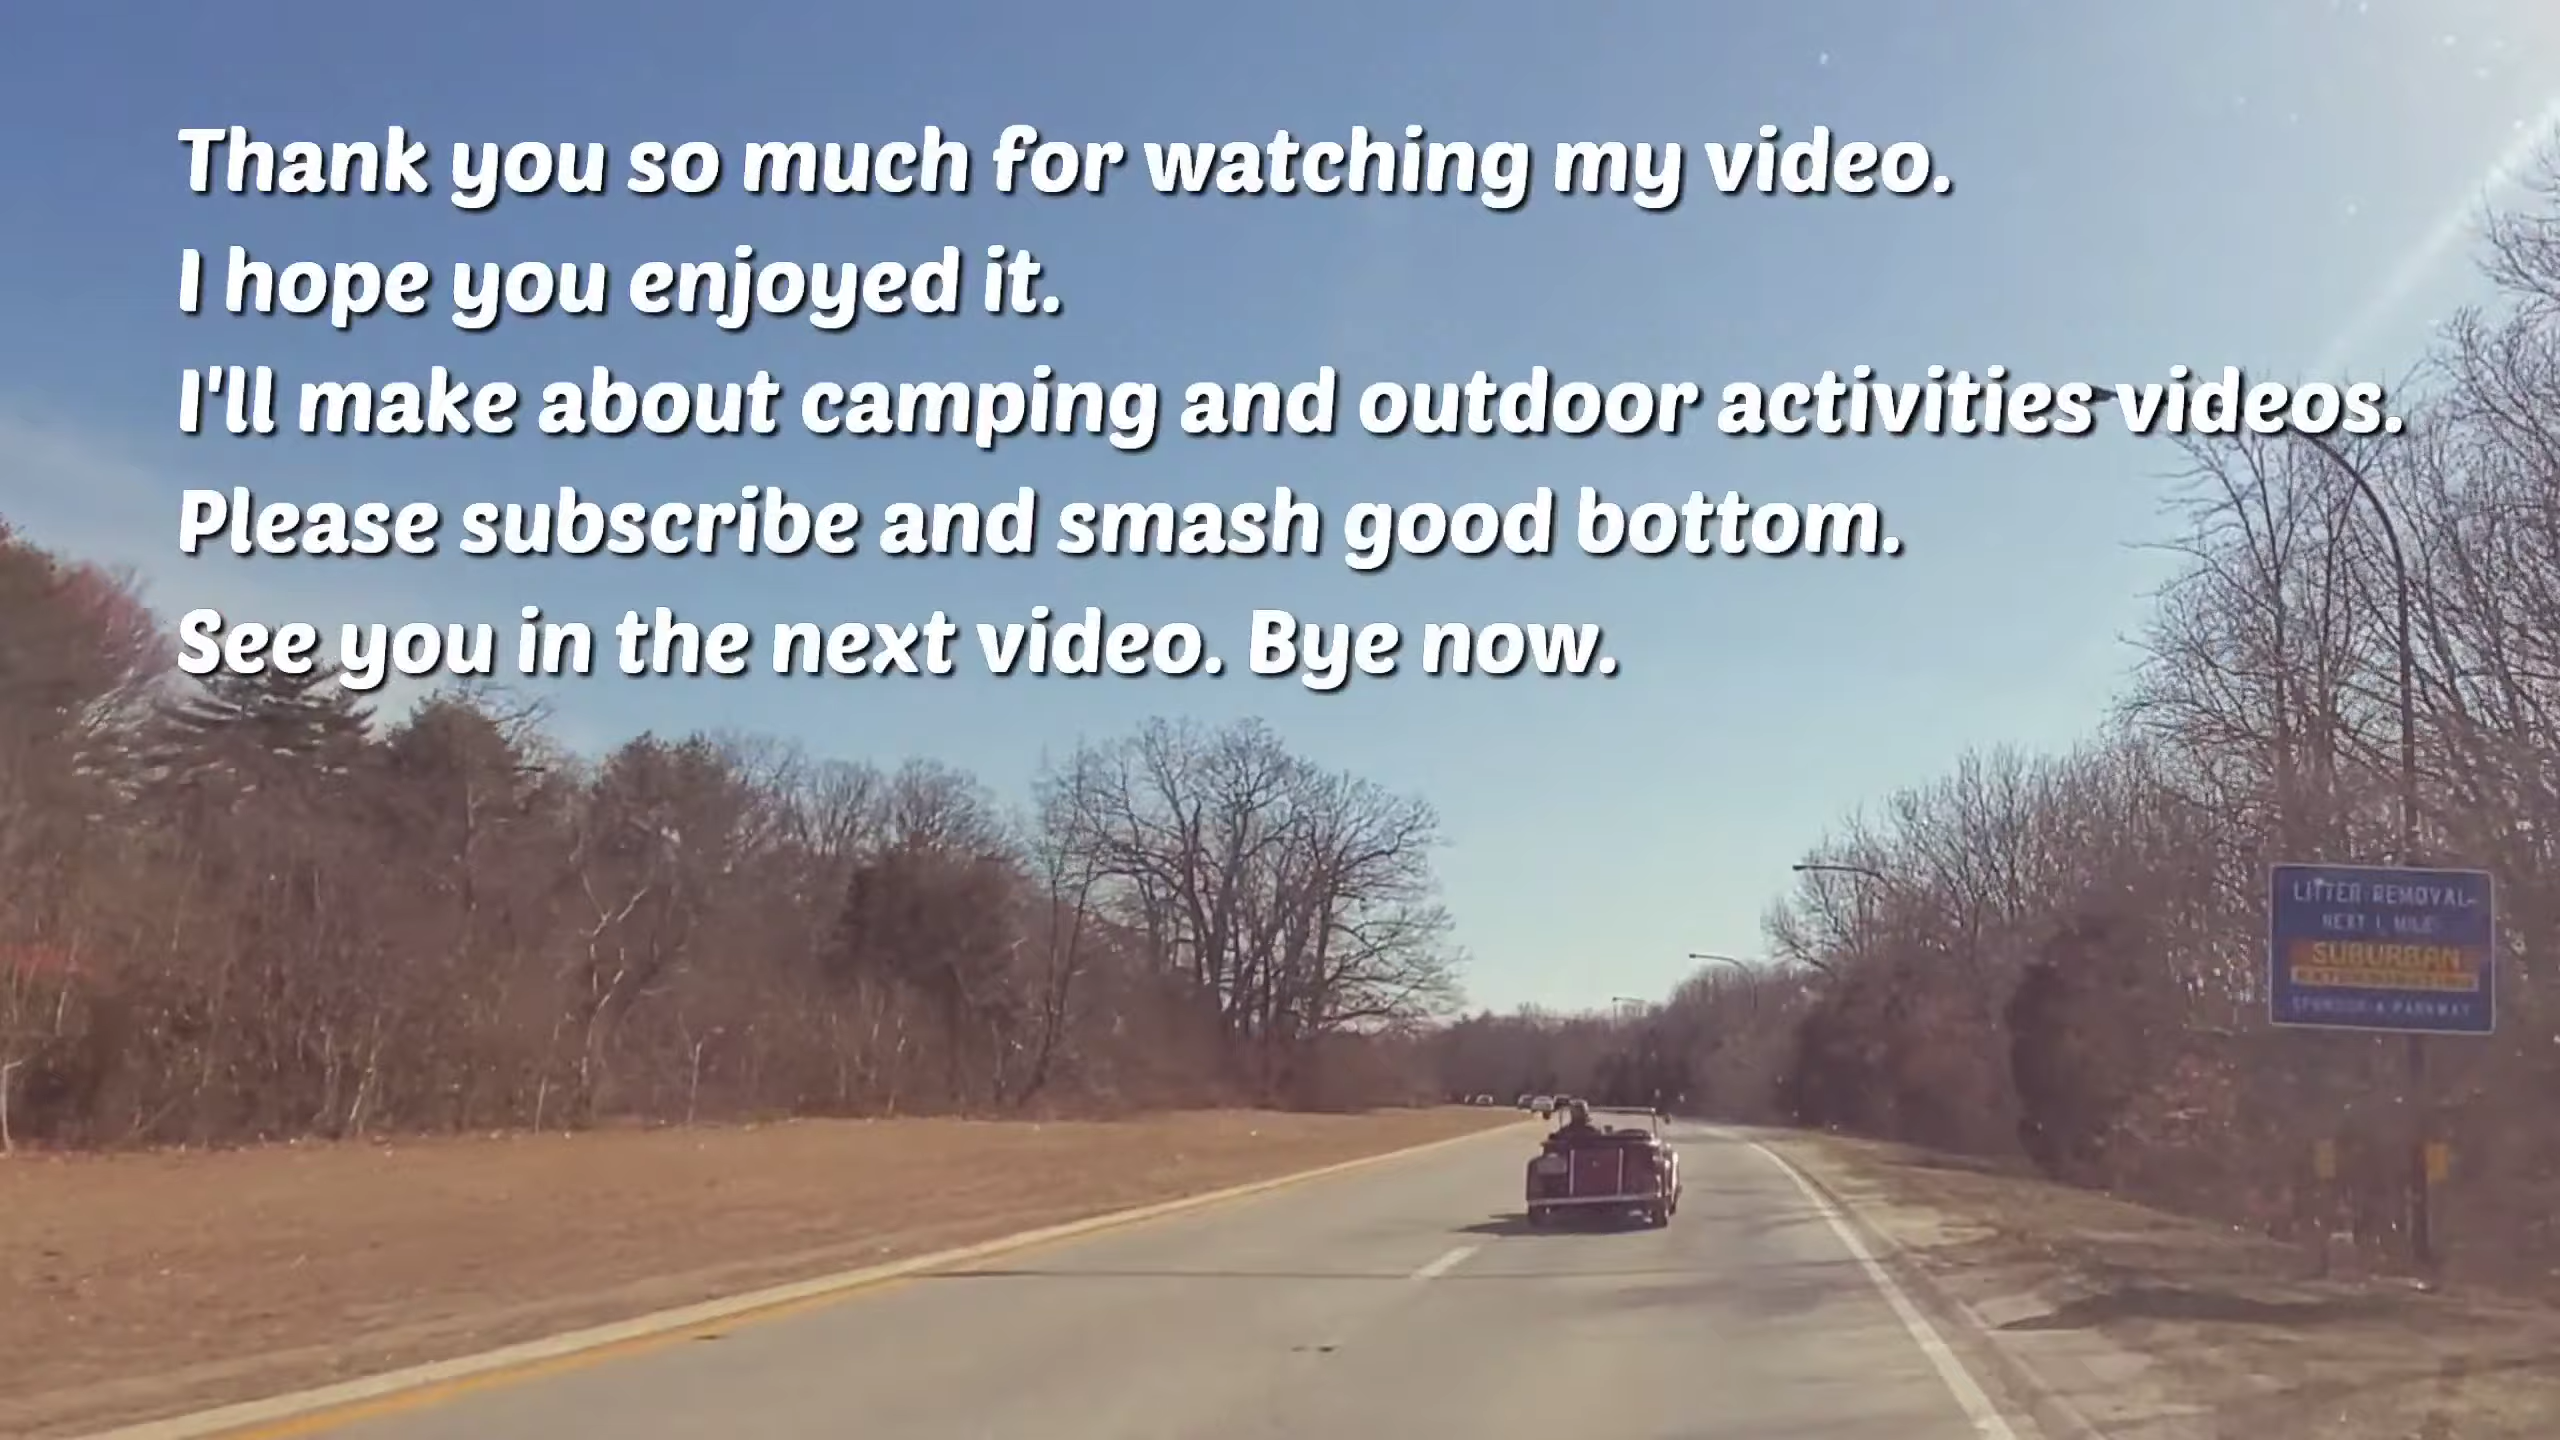 Thank you so much for watching my video.
I hope you enjoyed it.
I'll make about camping and outdoor activities videos.
Please subscribe and smash good bottom.
See you in the next video. Bye now.
LITTER REMOVAL
NEXT 1 MILE
SUBURBAN
SPONSOR-A-PARKWAY